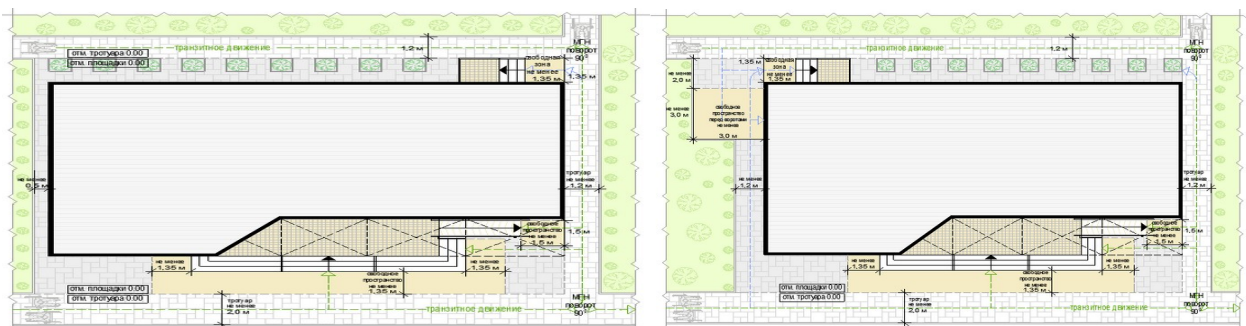 отм. тротуара 0.00
отм. площадки 0.00
транзитное движение
1,2 м
МГН
поворот
90°
свободная
зона
не менее
1,35 м
1,35 м
не менее
0,5 м
тротуар
не менее
1,2 м
свободное
пространство
не менее
1,5 м
1,5 м
не менее
1,35 м
не менее
1,35 м
свободное
пространство
не менее
1,35 м
отм. площадки 0.00
отм. тротуара 0.00
тротуар
не менее
2,0 м
транзитное движение
МГН
поворот
90°
транзитное движение
1,2 м
МГН
поворот
90°
1,35 м
свободная
зона
не менее
1,35 м
не менее
2,0 м
не менее
3,0 м
свободное
пространство
перед воротами
не менее
3,0 м
не менее
1,2 м
тротуар
не менее
1,2 м
свободное
пространство
не менее
1,5 м
1,5 м
не менее
1,35 м
не менее
1,35 м
свободное
пространство
не менее
1,35 м
отм. площадки 0.00
отм. тротуара 0.00
тротуар
не менее
2,0 м
транзитное движение
МГН
поворот
90°